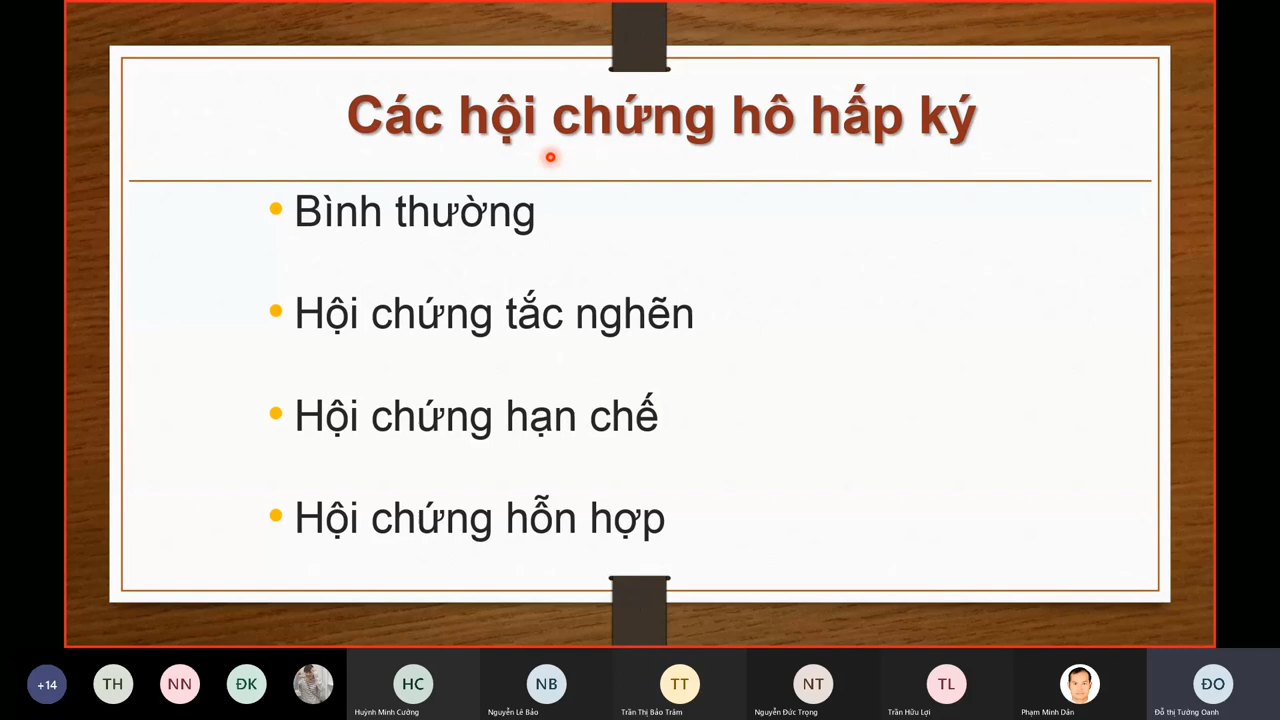 Các hội chứng hô hấp ký
Bình thường
Hội chứng tắc nghẽn
Hội chứng hạn chế
Hội chứng hỗn hợp
+14 TH NN ĐK HC NB TT NT TL ĐO
Huỳnh Minh Cường Nguyễn Lê Bảo Trần Thị Bảo Trâm Nguyễn Đức Trọng Trần Hữu Lợi Phạm Minh Dân Đỗ thị Tường Oanh